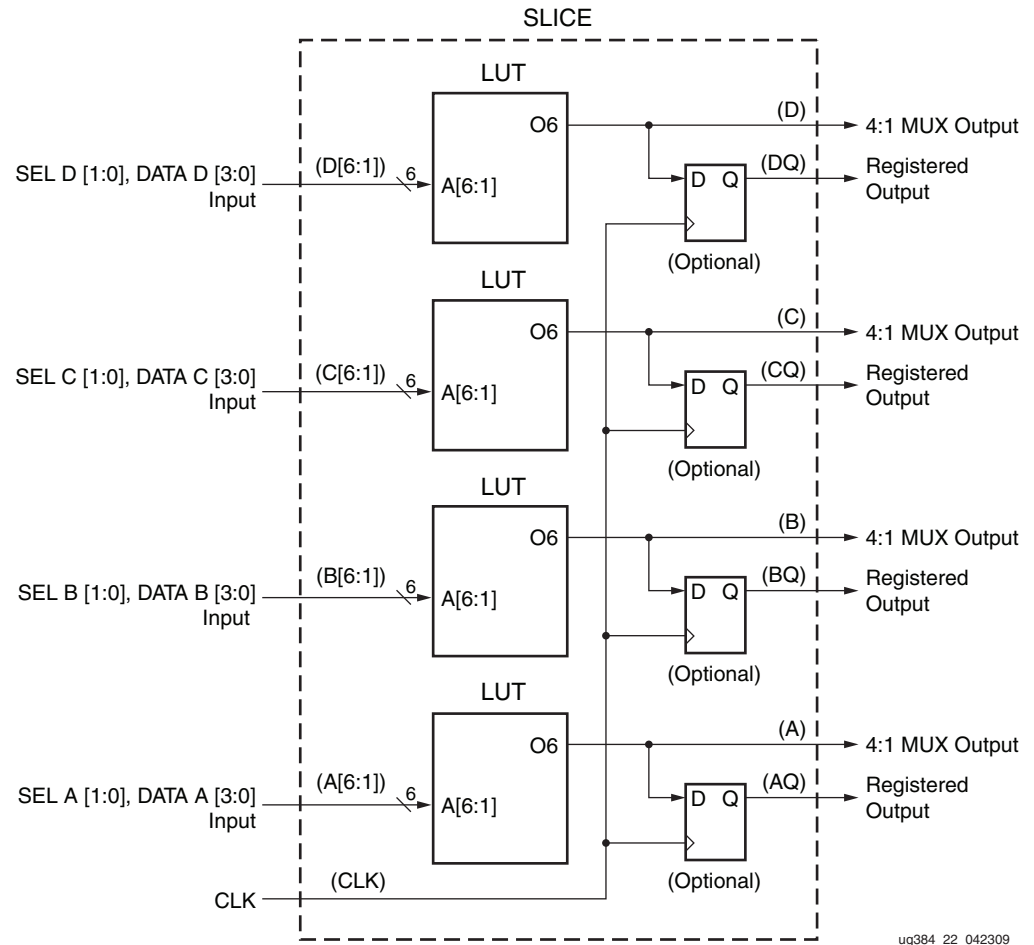 SLICE
LUT
(D[6:1])
6
A[6:1]
O6
SEL D [1:0], DATA D [3:0]
Input
(D)
4:1 MUX Output
D Q
(DQ)
Registered
Output
(Optional)
LUT
(C[6:1])
6
A[6:1]
O6
SEL C [1:0], DATA C [3:0]
Input
(C)
4:1 MUX Output
D Q
(CQ)
Registered
Output
(Optional)
LUT
(B[6:1])
6
A[6:1]
O6
SEL B [1:0], DATA B [3:0]
Input
(B)
4:1 MUX Output
D Q
(BQ)
Registered
Output
(Optional)
LUT
(A[6:1])
6
A[6:1]
O6
SEL A [1:0], DATA A [3:0]
Input
(A)
4:1 MUX Output
D Q
(AQ)
Registered
Output
(Optional)
CLK
(CLK)
ug384_22_042309